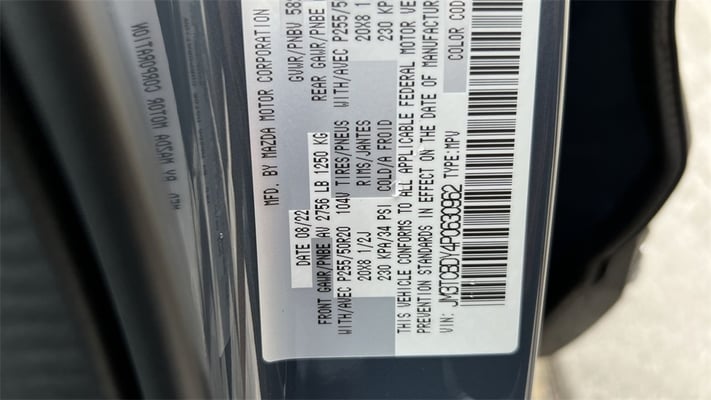 MFD. BY MAZDA MOTOR CORPORATION
DATE 08/22 GVWR/PNBV 58
FRONT GAWR/PNBE AV 2756 LB 1250 KG REAR GAWR/PNBE
WITH/AVEC P255/50R20 104V TIRES/PNEUS WITH/AVEC P255/50
20X8 1/2J RIMS/JANTES 20X8 1
230 KPA/34 PSI COLD/A FROID 230 KP
THIS VEHICLE CONFORMS TO ALL APPLICABLE FEDERAL MOTOR VE
PREVENTION STANDARDS IN EFFECT ON THE DATE OF MANUFACTUR
VIN: JM3TCBDY4P0630962 TYPE: MPV COLOR COD